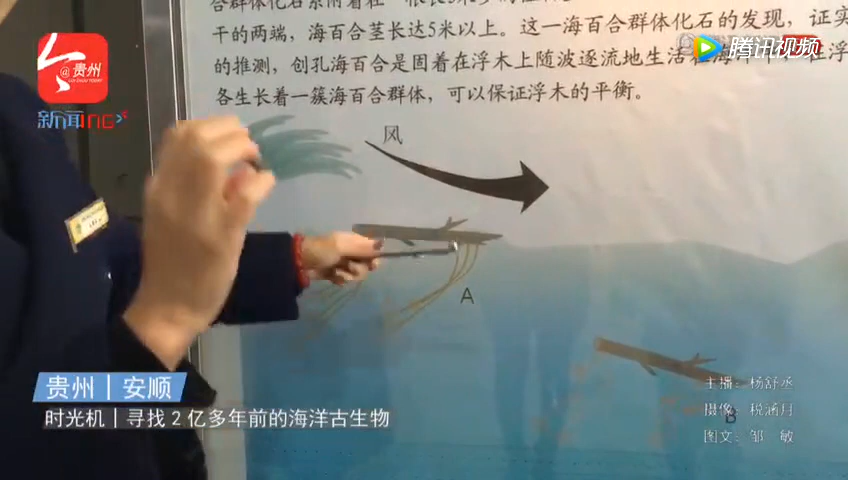 干的两端，海百合茎长达5米以上。这一海百合群体化石的发现，证实
的推测，创孔海百合是固着在浮木上随波逐流地生活在海
各生长着一簇海百合群体，可以保证浮木的平衡。
今
@贵州
新闻
腾讯视频
风
A
B
贵州｜安顺
时光机｜寻找2亿多年前的海洋古生物
主播：杨舒丞
摄像：税涵月
图文：邹 敏